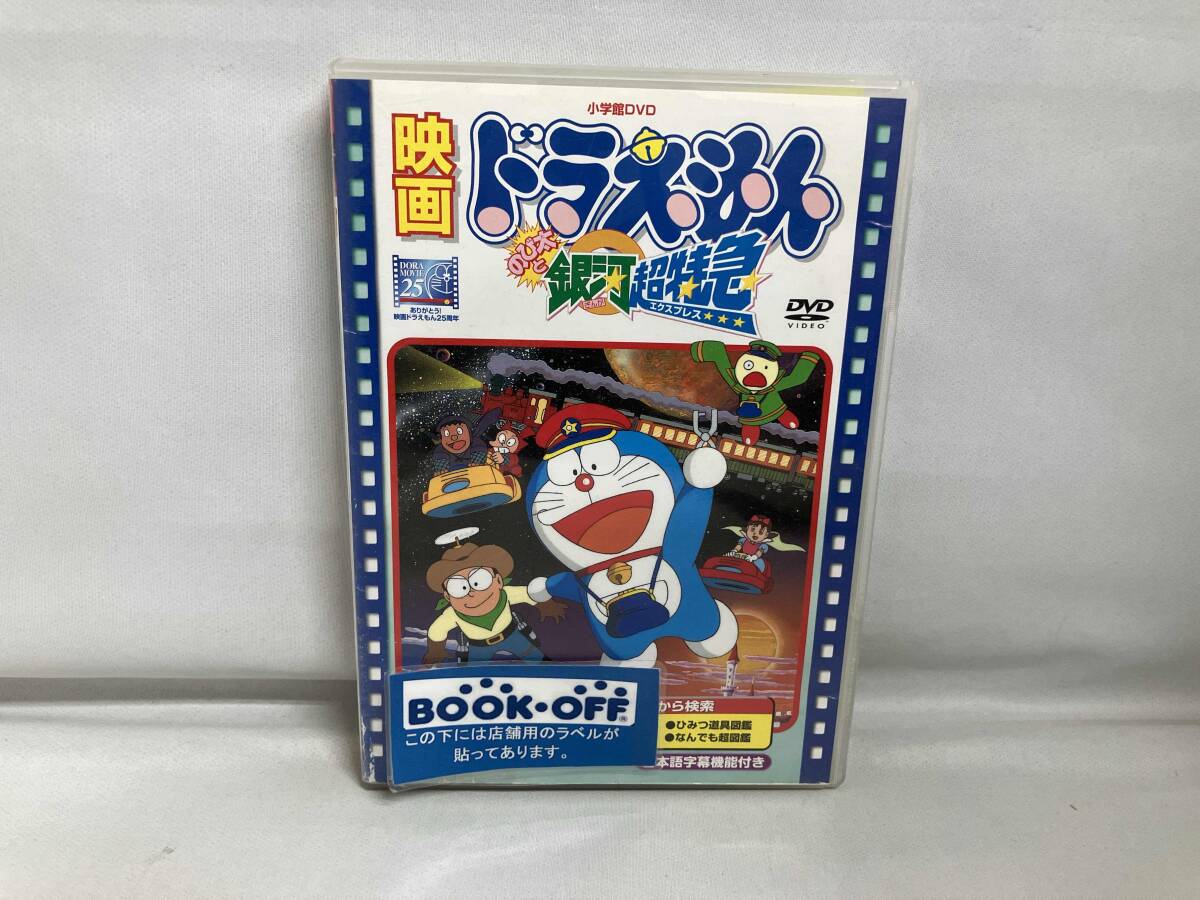 小学館DVD
映画
ドラえもん
のび太と
銀河超特急
エクスプレス
DORA
MOVIE
25
ありがとう!
映画ドラえもん25周年
DVD
VIDEO
から検索
●ひみつ道具図鑑
●なんでも超図鑑
本語字幕機能付き
BOOK・OFF®
この下には店舗用のラベルが
貼ってあります。